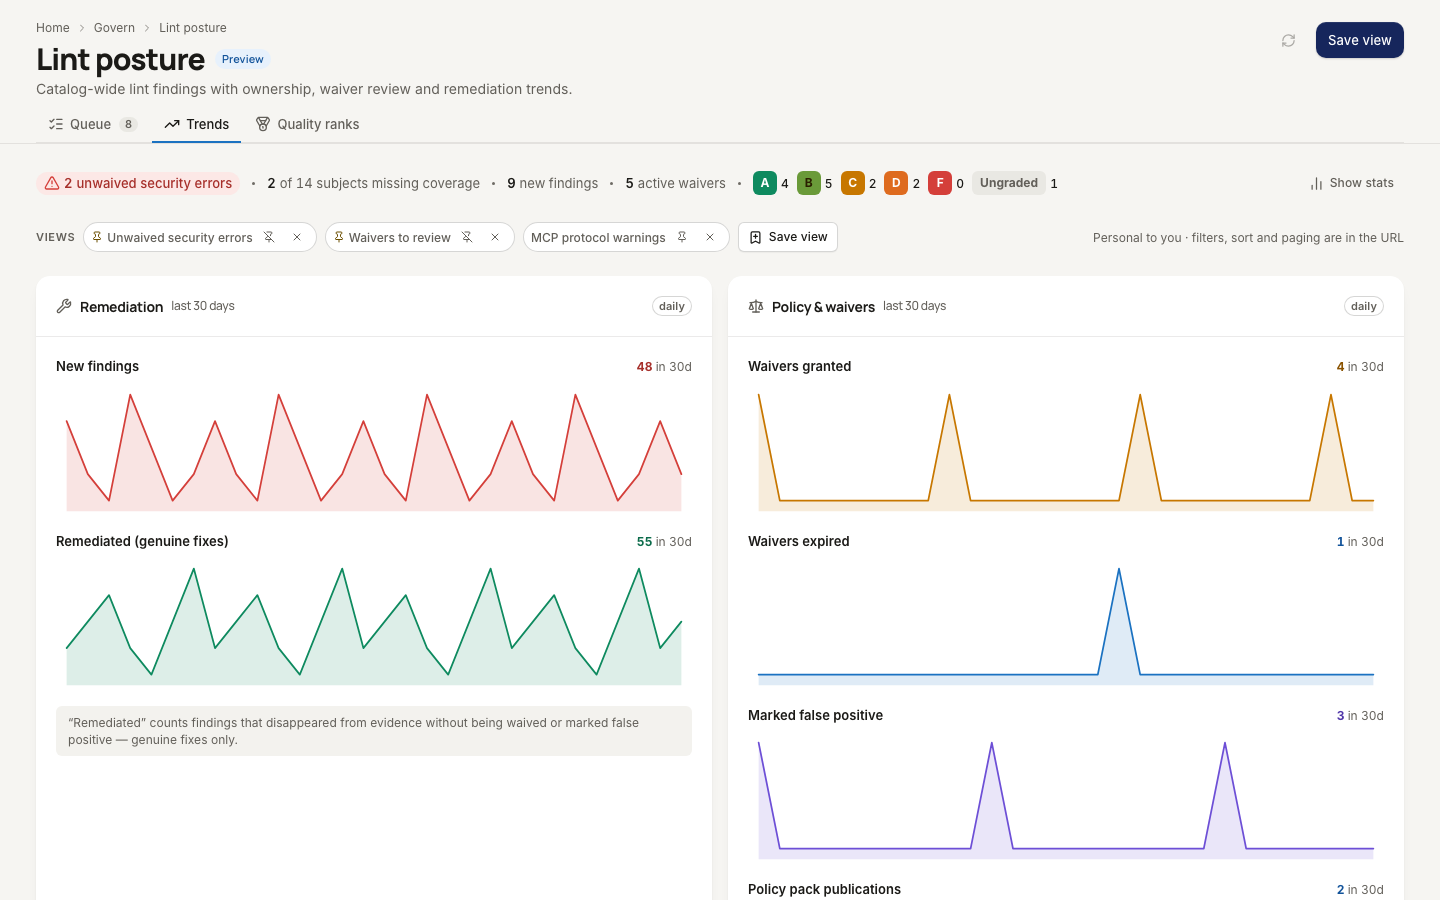 Home > Govern > Lint posture
Lint posture Preview
Save view
Catalog-wide lint findings with ownership, waiver review and remediation trends.
Queue 8 Trends Quality ranks
2 unwaived security errors • 2 of 14 subjects missing coverage • 9 new findings • 5 active waivers • A 4 B 5 C 2 D 2 F 0 Ungraded 1 Show stats
VIEWS Unwaived security errors Waivers to review MCP protocol warnings Save view Personal to you · filters, sort and paging are in the URL
Remediation last 30 days daily
New findings 48 in 30d
Remediated (genuine fixes) 55 in 30d
“Remediated” counts findings that disappeared from evidence without being waived or marked false
positive — genuine fixes only.
Policy & waivers last 30 days daily
Waivers granted 4 in 30d
Waivers expired 1 in 30d
Marked false positive 3 in 30d
Policy pack publications 2 in 30d